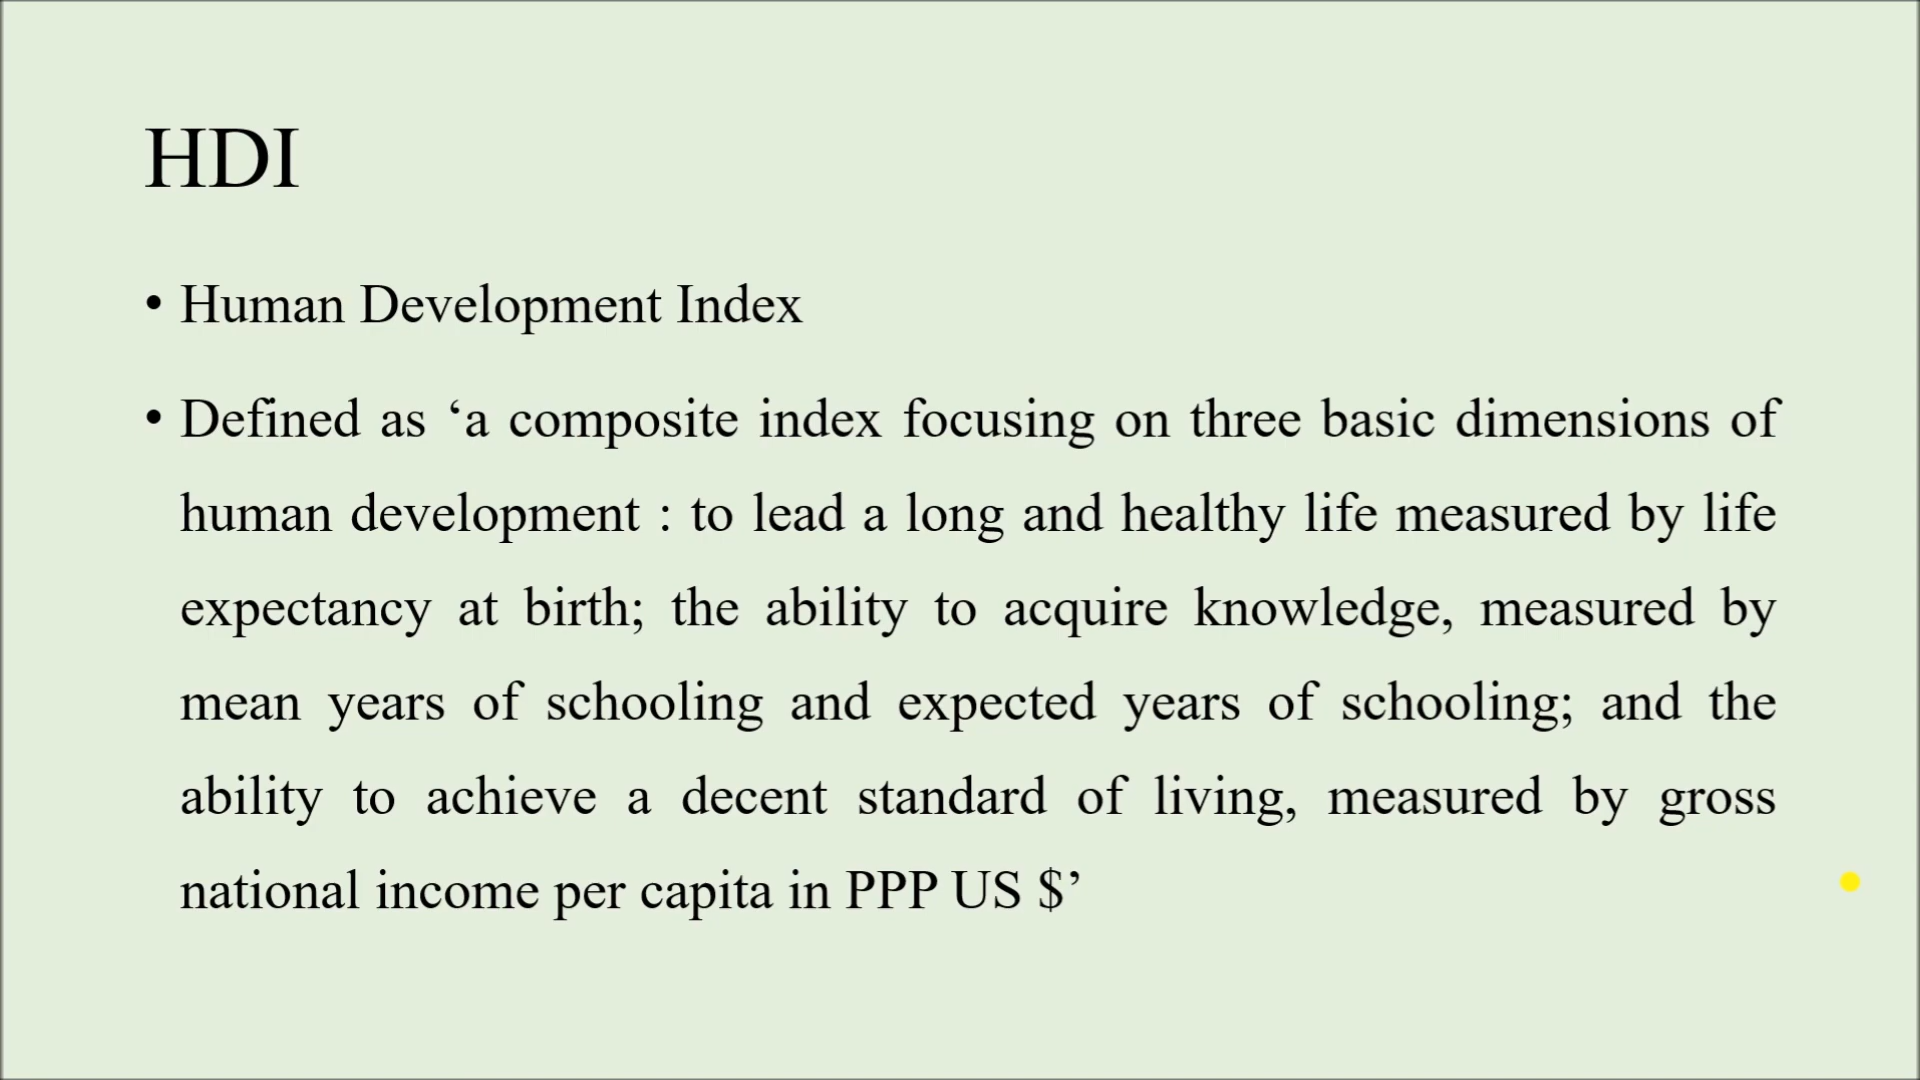 HDI
• Human Development Index
• Defined as ‘a composite index focusing on three basic dimensions of
human development : to lead a long and healthy life measured by life
expectancy at birth; the ability to acquire knowledge, measured by
mean years of schooling and expected years of schooling; and the
ability to achieve a decent standard of living, measured by gross
national income per capita in PPP US $’